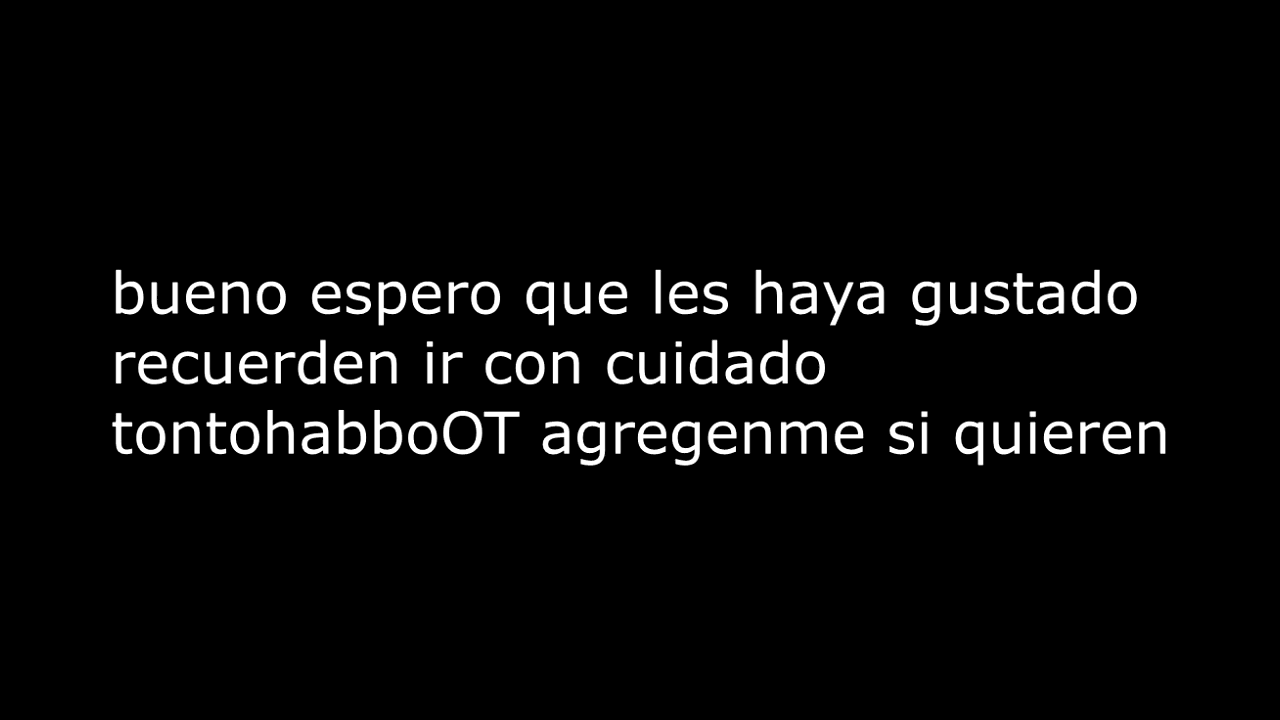 bueno espero que les haya gustado
recuerden ir con cuidado
tontohabboOT agregenme si quieren